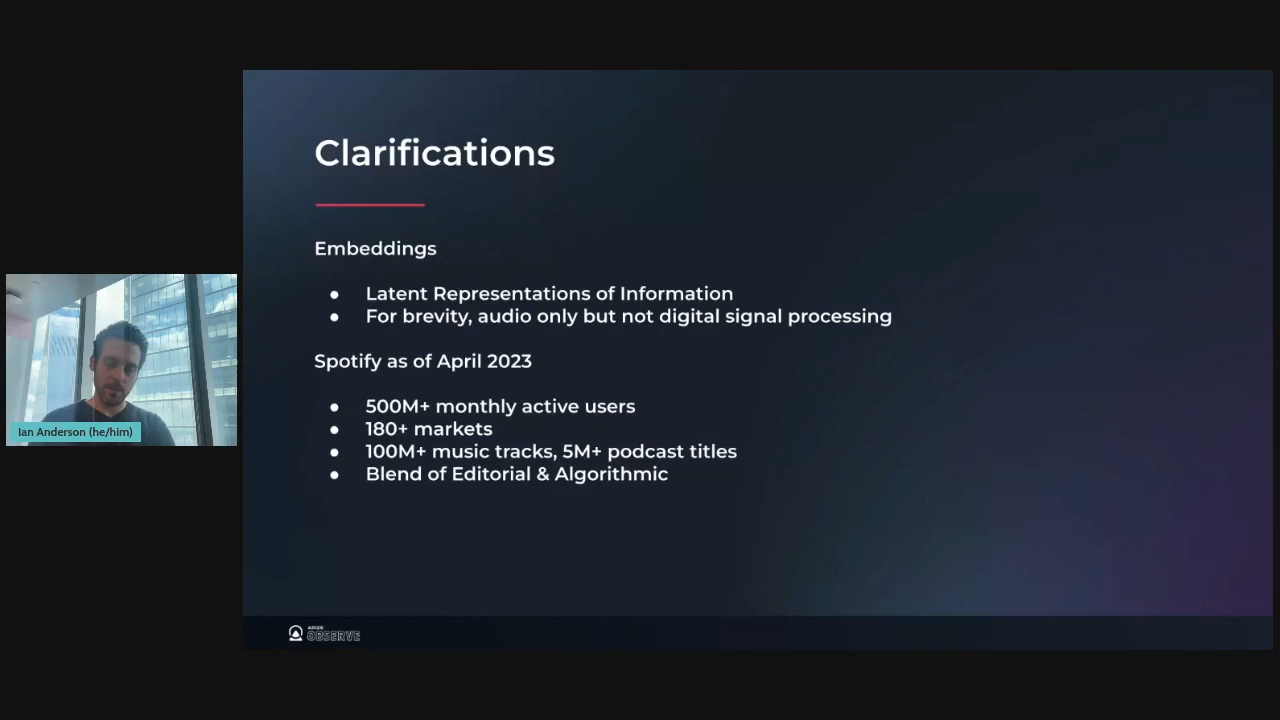 Clarifications
Embeddings
● Latent Representations of Information
● For brevity, audio only but not digital signal processing
Spotify as of April 2023
● 500M+ monthly active users
● 180+ markets
● 100M+ music tracks, 5M+ podcast titles
● Blend of Editorial & Algorithmic
Ian Anderson (he/him)
ARIZE:
OBSERVE